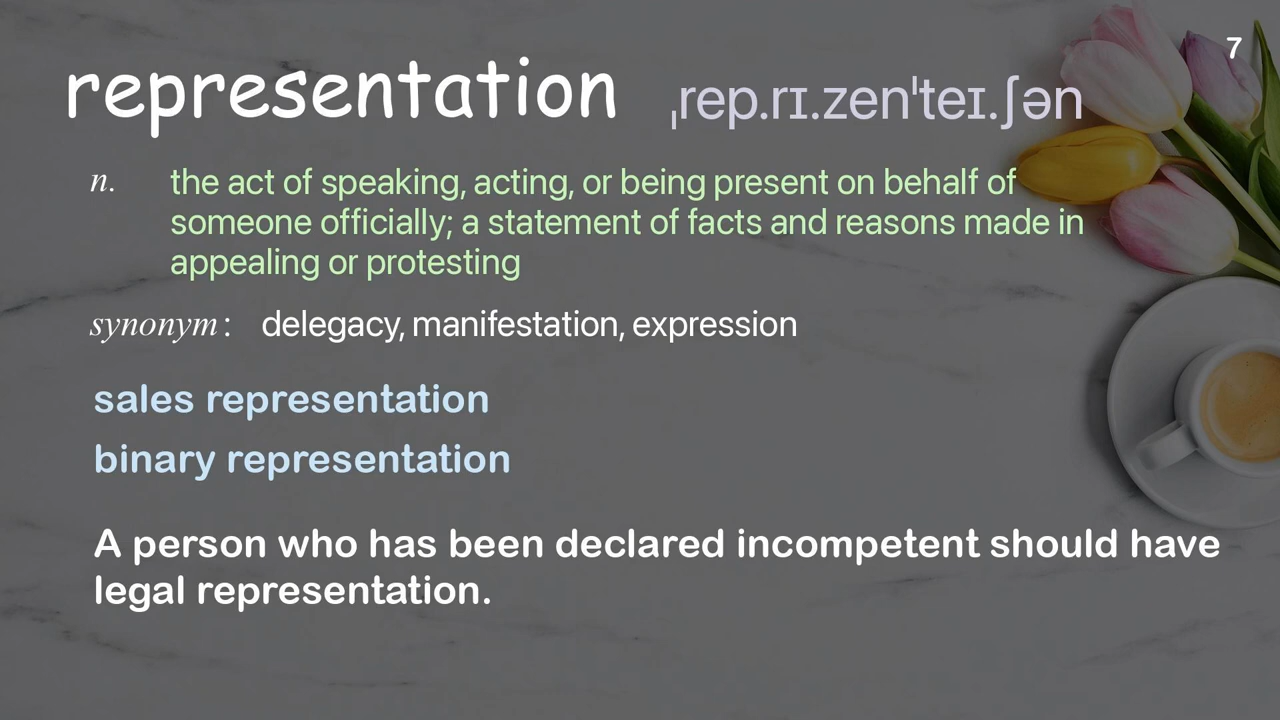 7
representation ˌrep.rɪ.zenˈteɪ.ʃən
n. the act of speaking, acting, or being present on behalf of
someone officially; a statement of facts and reasons made in
appealing or protesting
synonym: delegacy, manifestation, expression
sales representation
binary representation
A person who has been declared incompetent should have
legal representation.